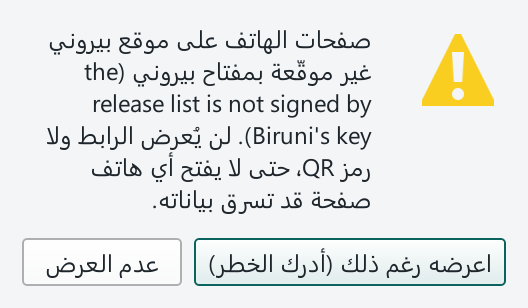 صفحات الهاتف على موقع بيروني
غير موقّعة بمفتاح بيروني (the
release list is not signed by
Biruni's key). لن يُعرض الرابط ولا
رمز QR، حتى لا يفتح أي هاتف
صفحة قد تسرق بياناته.
اعرضه رغم ذلك (أدرك الخطر)
عدم العرض